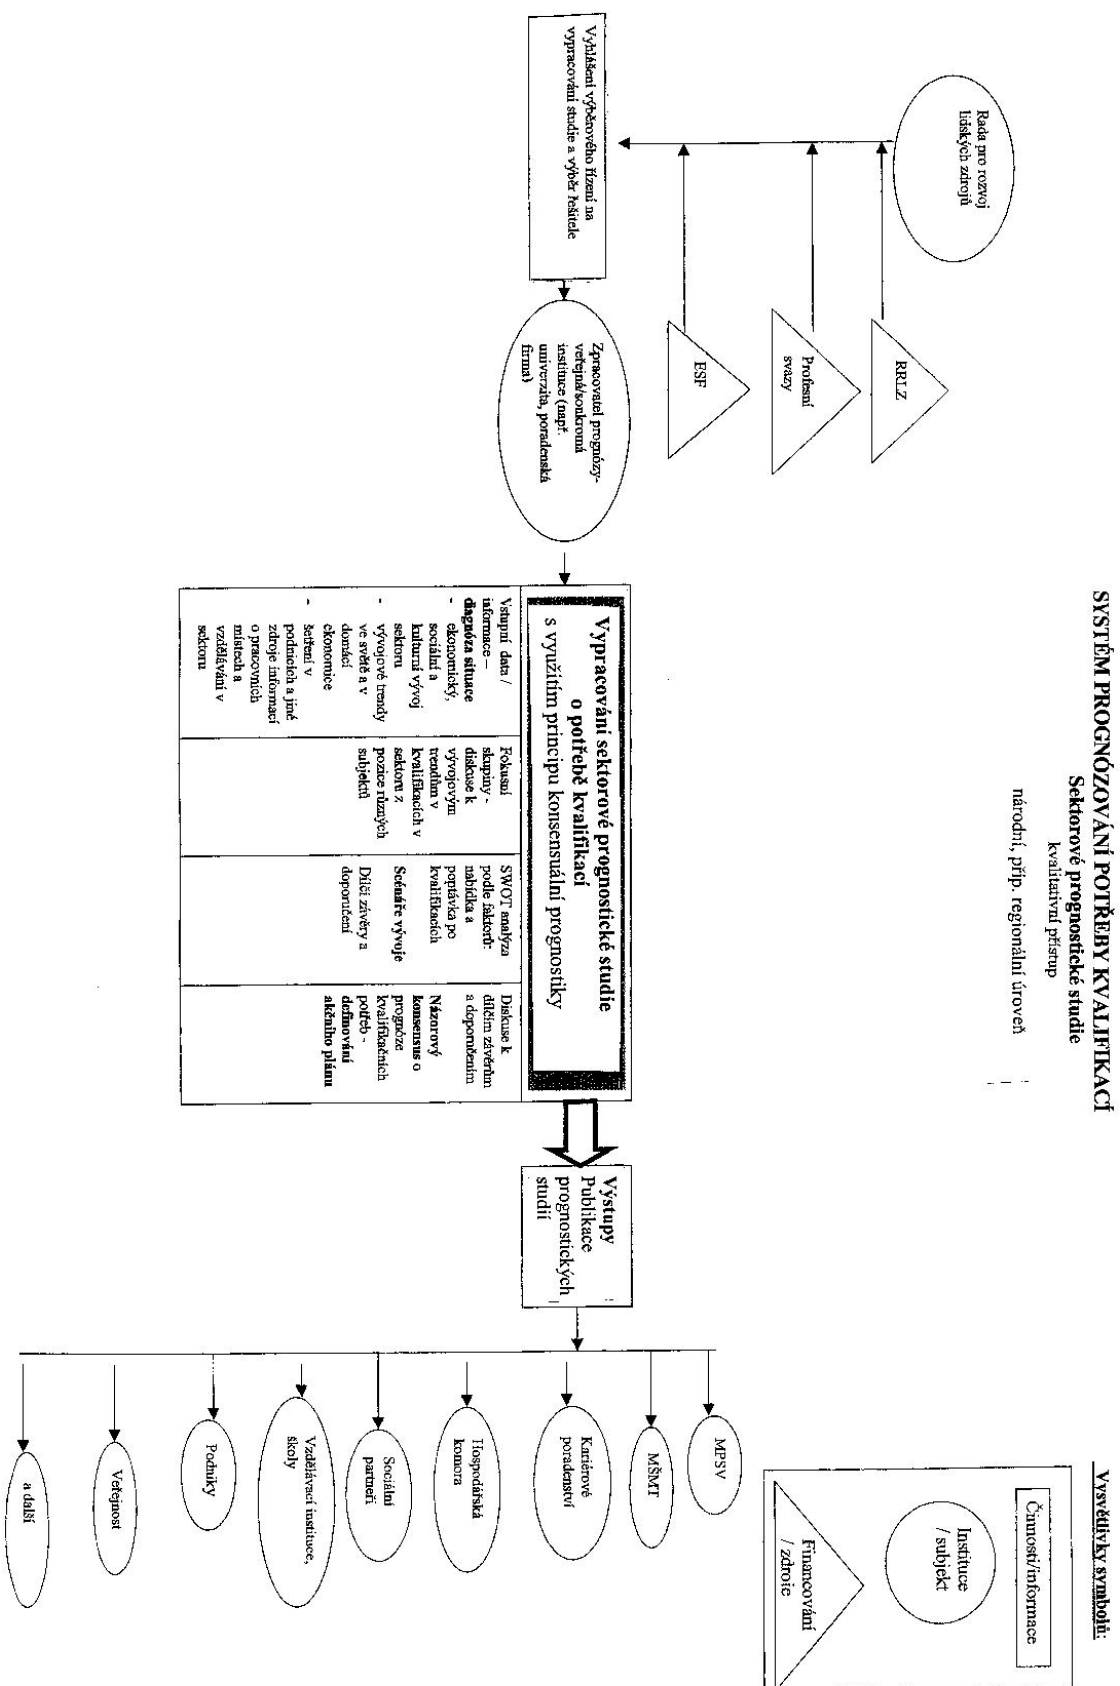 SYSTÉM PROGNÓZOVÁNÍ POTŘEBY KVALIFIKACÍ
Sektorové prognostické studie
kvalitativní přístup
národní, příp. regionální úroveň
Vysvětlivky symbolů:
Činnosti/informace
Instituce
/ subjekt
Financování
/ zdroje
Rada pro rozvoj
lidských zdrojů
RRLZ
Profesní
svazy
ESF
Vyhlášení výběrového řízení na
vypracování studie a výběr řešitele
Zpracovatel prognózy-
veřejná/soukromá
instituce (např.
univerzita, poradenská
firma)
Vypracování sektorové prognostické studie
o potřebě kvalifikací
s využitím principu konsensuální prognostiky
Vstupní data /
informace –
diagnóza situace
- ekonomický,
sociální a
kulturní vývoj
sektoru
- vývojové trendy
ve světě a v
domácí
ekonomice
- šetření v
podnicích a jiné
zdroje informací
o pracovních
místech a
vzdělávání v
sektoru
Fokusní
skupiny -
diskuse k
vývojovým
trendům v
kvalifikacích v
sektoru z
pozice různých
subjektů
SWOT analýza
podle faktorů:
nabídka a
poptávka po
kvalifikacích
Scénáře vývoje
Dílčí závěry a
doporučení
Diskuse k
dílčím závěrům
a doporučením
Názorový
konsensus o
prognóze
kvalifikačních
potřeb -
definování
akčního plánu
Výstupy
Publikace
prognostických
studií
MPSV
MŠMT
Kariérové
poradenství
Hospodářská
komora
Sociální
partneři
Vzdělávací instituce,
školy
Podniky
Veřejnost
a další